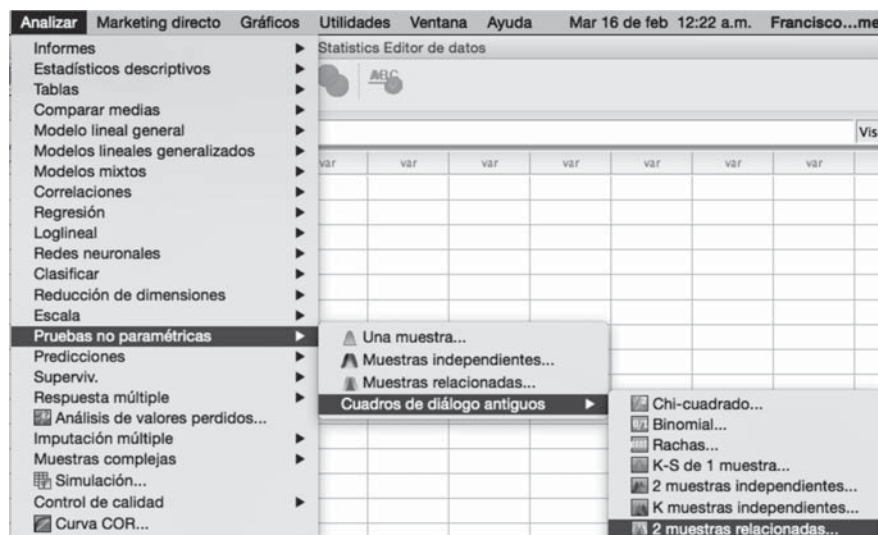 Analizar Marketing directo Gráficos Utilidades Ventana Ayuda Mar 16 de feb 12:22 a.m. Francisco...me
Statistics Editor de datos
Informes
Estadísticos descriptivos
Tablas
Comparar medias
Modelo lineal general
Modelos lineales generalizados
Modelos mixtos
Correlaciones
Regresión
Loglineal
Redes neuronales
Clasificar
Reducción de dimensiones
Escala
Pruebas no paramétricas
Predicciones
Superviv.
Respuesta múltiple
Análisis de valores perdidos...
Imputación múltiple
Muestras complejas
Simulación...
Control de calidad
Curva COR...
ABC
Vis
var var var var var var var
Una muestra...
Muestras independientes...
Muestras relacionadas...
Cuadros de diálogo antiguos
Chi-cuadrado...
Binomial...
Rachas...
K-S de 1 muestra...
2 muestras independientes...
K muestras independientes...
2 muestras relacionadas...